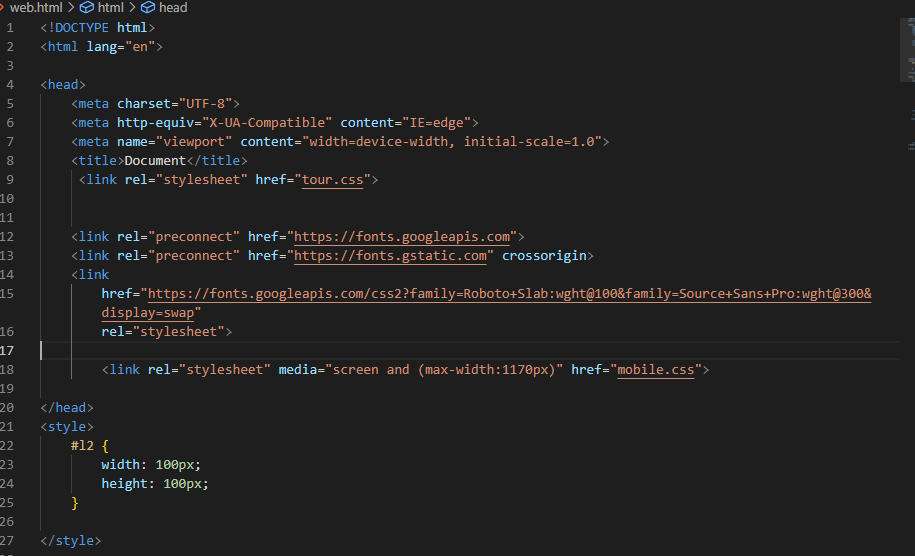 web.html > html > head
1 <!DOCTYPE html>
2 <html lang="en">
3
4 <head>
5 <meta charset="UTF-8">
6 <meta http-equiv="X-UA-Compatible" content="IE=edge">
7 <meta name="viewport" content="width=device-width, initial-scale=1.0">
8 <title>Document</title>
9 <link rel="stylesheet" href="tour.css">
10
11
12 <link rel="preconnect" href="https://fonts.googleapis.com">
13 <link rel="preconnect" href="https://fonts.gstatic.com" crossorigin>
14 <link
15 href="https://fonts.googleapis.com/css2?family=Roboto+Slab:wght@100&family=Source+Sans+Pro:wght@300&
display=swap"
16 rel="stylesheet">
17
18 <link rel="stylesheet" media="screen and (max-width:1170px)" href="mobile.css">
19
20 </head>
21 <style>
22 #l2 {
23 width: 100px;
24 height: 100px;
25 }
26
27 </style>